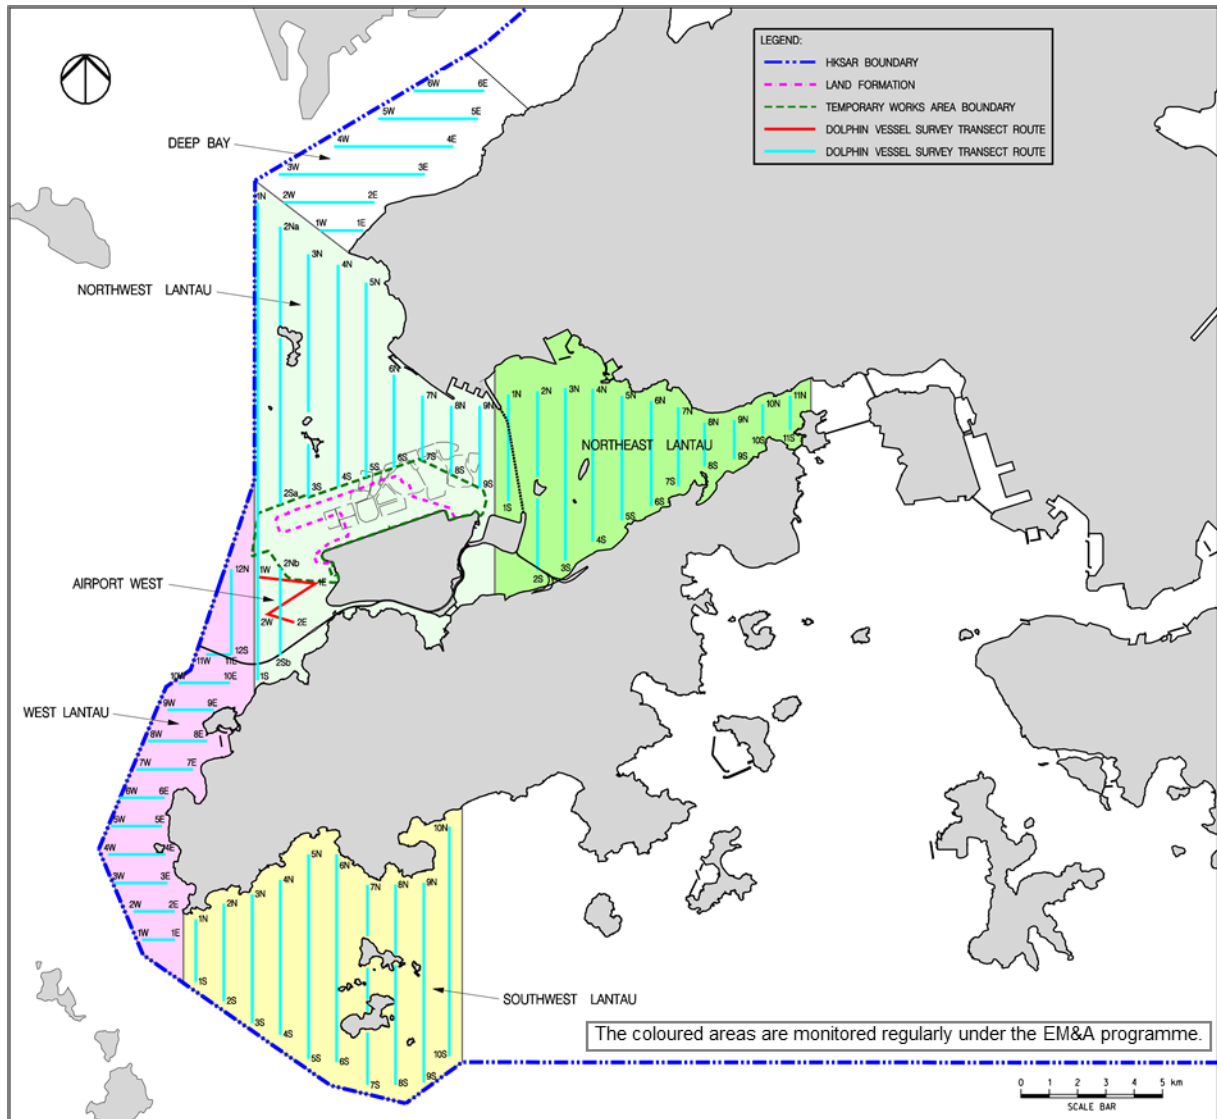 LEGEND:
HKSAR BOUNDARY
LAND FORMATION
TEMPORARY WORKS AREA BOUNDARY
DOLPHIN VESSEL SURVEY TRANSECT ROUTE
DOLPHIN VESSEL SURVEY TRANSECT ROUTE
6W 6E
5W 5E
DEEP BAY
4W 4E
3W 3E
1N
2W 2E
2Na
1W 1E
3N
4N
NORTHWEST LANTAU
5N
6N
7N
8N
9N
1N
2N
3N
4N
5N
6N
7N
8N
9N
10N
11N
NORTHEAST LANTAU
2Sa
3S
4S
5S
6S
7S
8S
9S
1S
2S
3S
4S
5S
6S
7S
8S
9S
10S
11S
12N
1W
2Nb
1E
AIRPORT WEST
2W 2E
12S
2Sb
11W 11E
1S
10W 10E
WEST LANTAU
9W 9E
8W 8E
7W 7E
6W 6E
5W 5E
4W 4E
3W 3E
2W 2E
1W 1E
1N
2N
3N
4N
5N
6N
7N
8N
9N
10N
1S
2S
3S
4S
5S
6S
7S
8S
9S
10S
SOUTHWEST LANTAU
The coloured areas are monitored regularly under the EM&A programme.
0 1 2 3 4 5 km
SCALE BAR